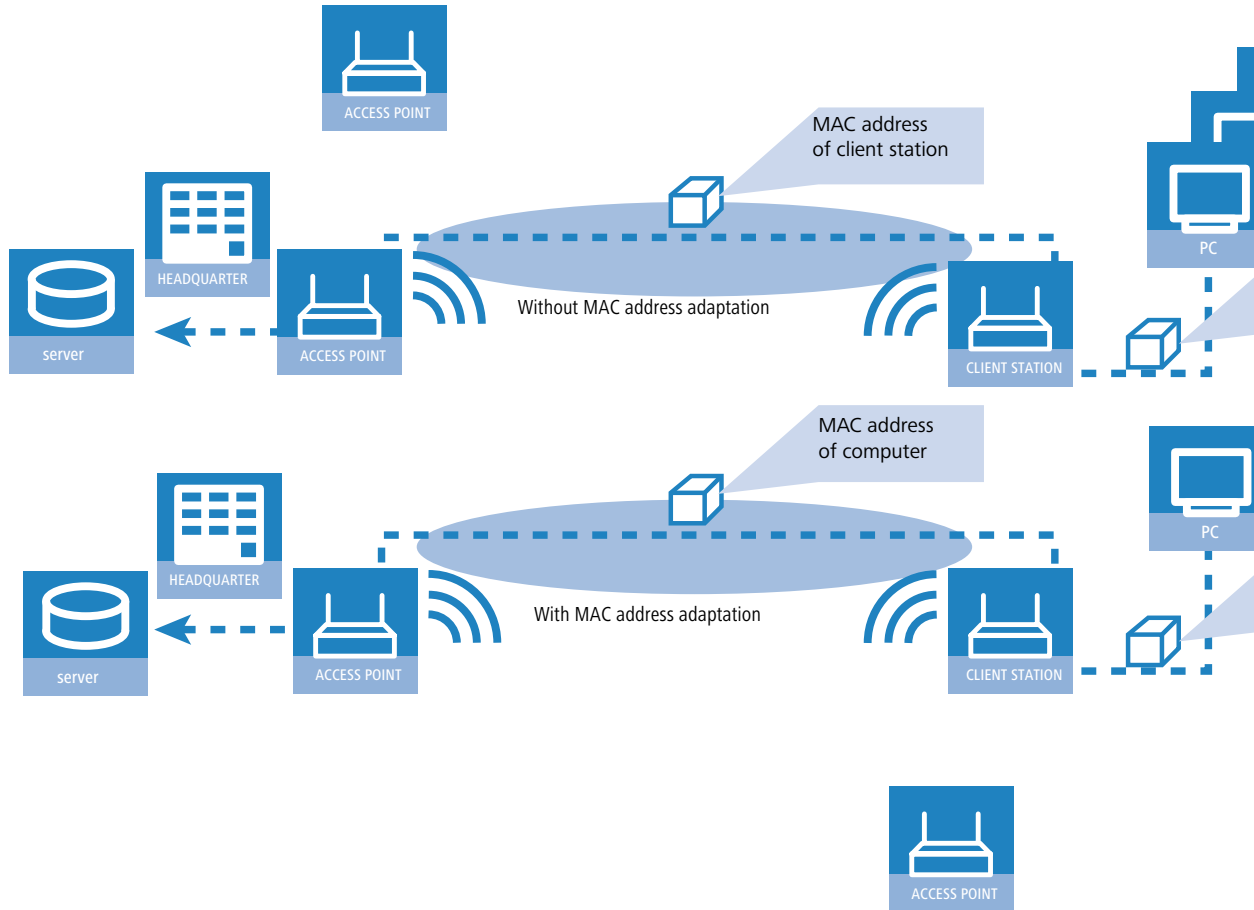 ACCESS POINT
MAC address
of client station
HEADQUARTER
PC
Without MAC address adaptation
server
ACCESS POINT
CLIENT STATION
MAC address
of computer
PC
HEADQUARTER
With MAC address adaptation
server
ACCESS POINT
CLIENT STATION
ACCESS POINT